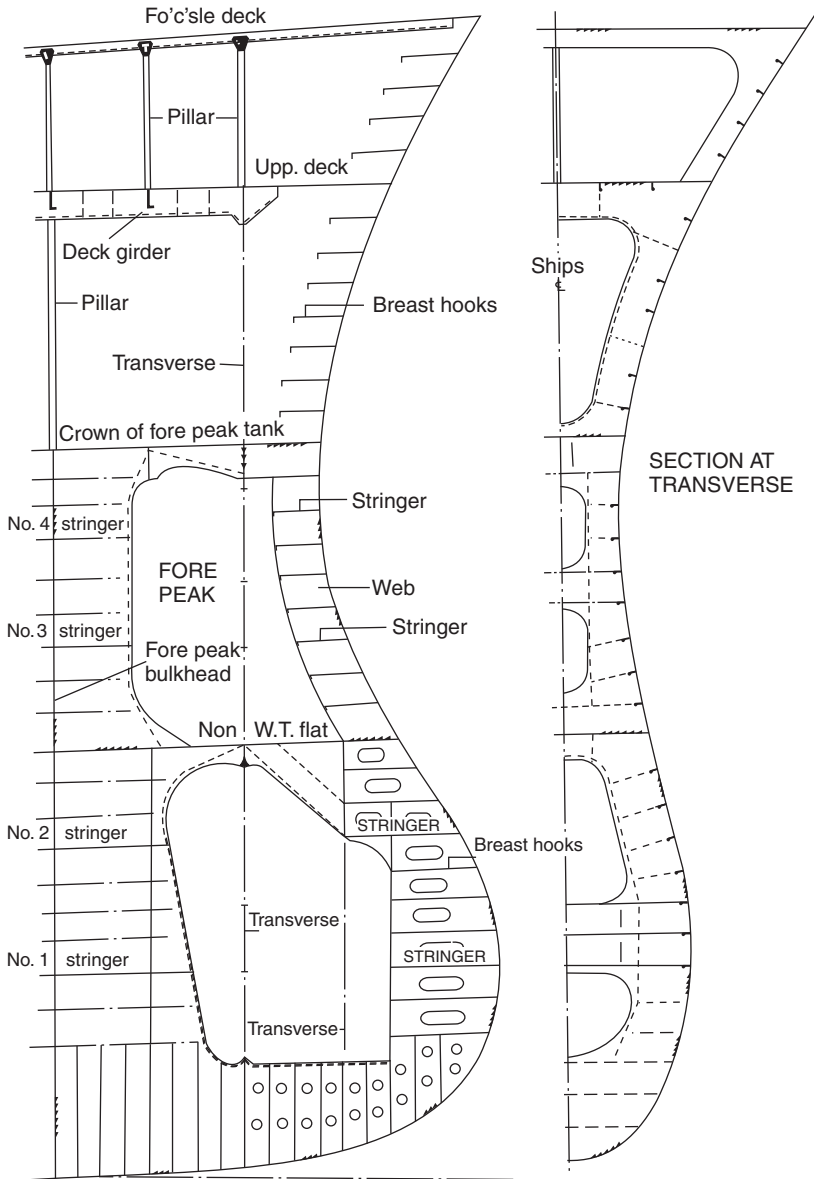 Fo'c'sle deck
Pillar
Upp. deck
Deck girder
Ships
℄
Pillar
Breast hooks
Transverse
Crown of fore peak tank
SECTION AT
TRANSVERSE
Stringer
No. 4 stringer
FORE
PEAK
Web
No.3 stringer
Stringer
Fore peak
bulkhead
Non W.T. flat
No. 2 stringer
STRINGER
Breast hooks
Transverse
No. 1 stringer
STRINGER
Transverse